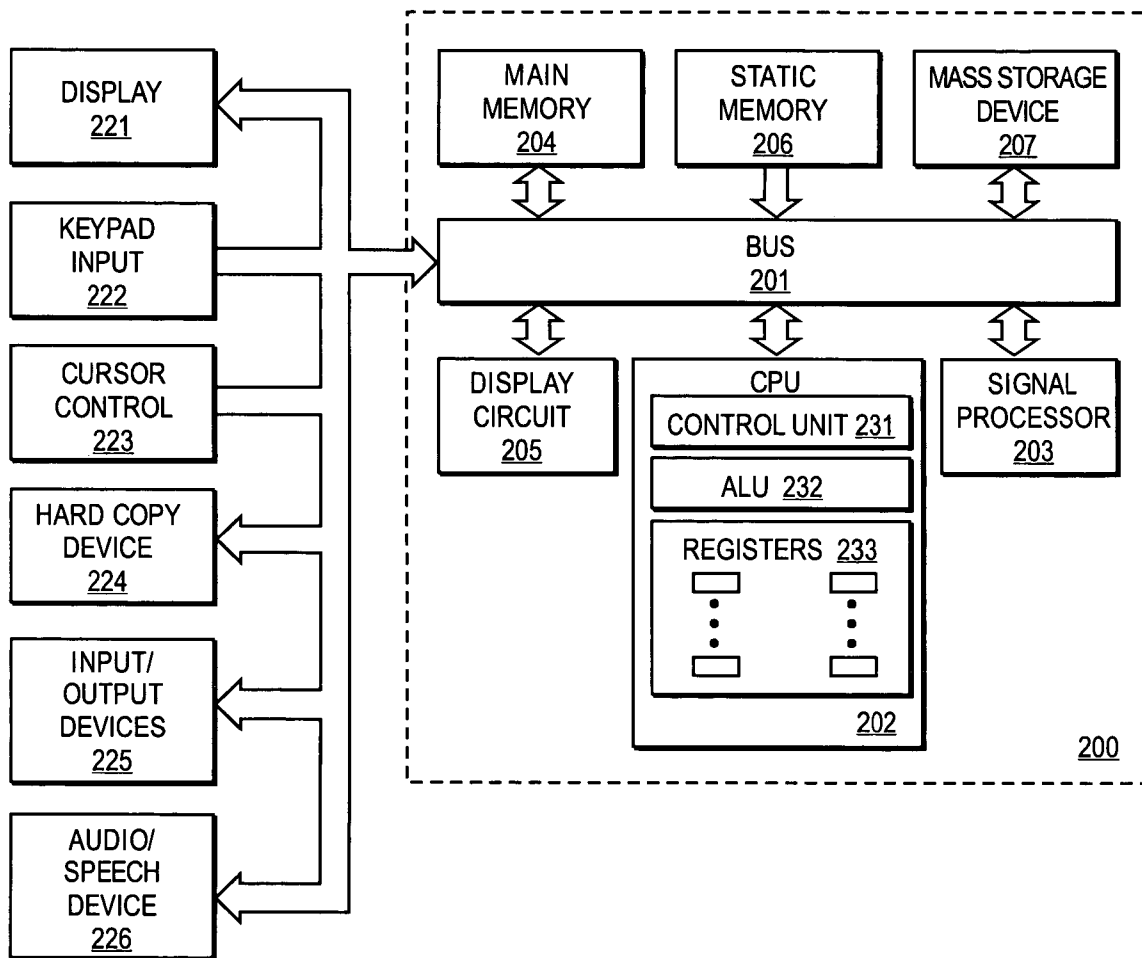 DISPLAY
221
KEYPAD
INPUT
222
CURSOR
CONTROL
223
HARD COPY
DEVICE
224
INPUT/
OUTPUT
DEVICES
225
AUDIO/
SPEECH
DEVICE
226
MAIN
MEMORY
204
STATIC
MEMORY
206
MASS STORAGE
DEVICE
207
BUS
201
DISPLAY
CIRCUIT
205
CPU
CONTROL UNIT 231
ALU 232
REGISTERS 233
202
SIGNAL
PROCESSOR
203
200